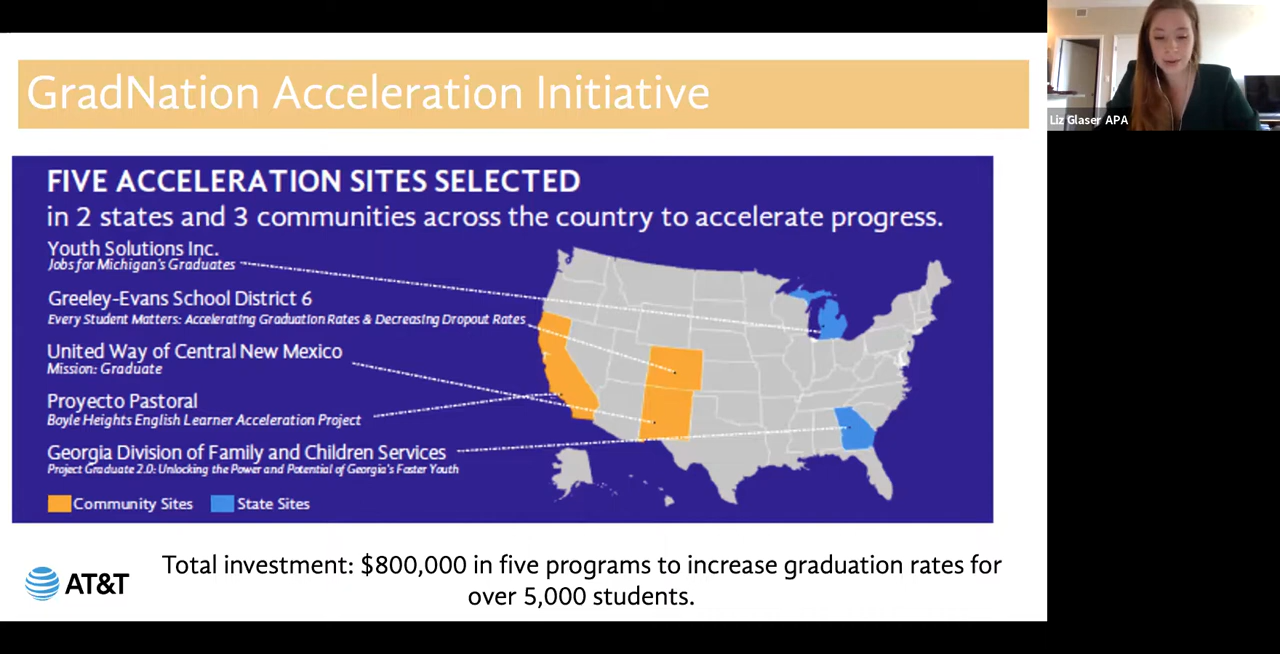 GradNation Acceleration Initiative
Liz Glaser APA
FIVE ACCELERATION SITES SELECTED
in 2 states and 3 communities across the country to accelerate progress.
Youth Solutions Inc.
Jobs for Michigan's Graduates
Greeley-Evans School District 6
Every Student Matters: Accelerating Graduation Rates & Decreasing Dropout Rates
United Way of Central New Mexico
Mission: Graduate
Proyecto Pastoral
Boyle Heights English Learner Acceleration Project
Georgia Division of Family and Children Services
Project Graduate 2.0: Unlocking the Power and Potential of Georgia's Foster Youth
Community Sites
State Sites
Total investment: $800,000 in five programs to increase graduation rates for
over 5,000 students.
AT&T